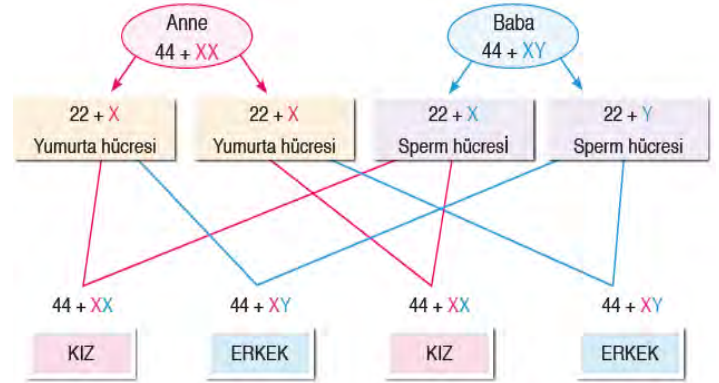 Anne
44 + XX
Baba
44 + XY
22 + X
Yumurta hücresi
22 + X
Yumurta hücresi
22 + X
Sperm hücresİ
22 + Y
Sperm hücresi
44 + XX
44 + XY
44 + XX
44 + XY
KIZ
ERKEK
KIZ
ERKEK